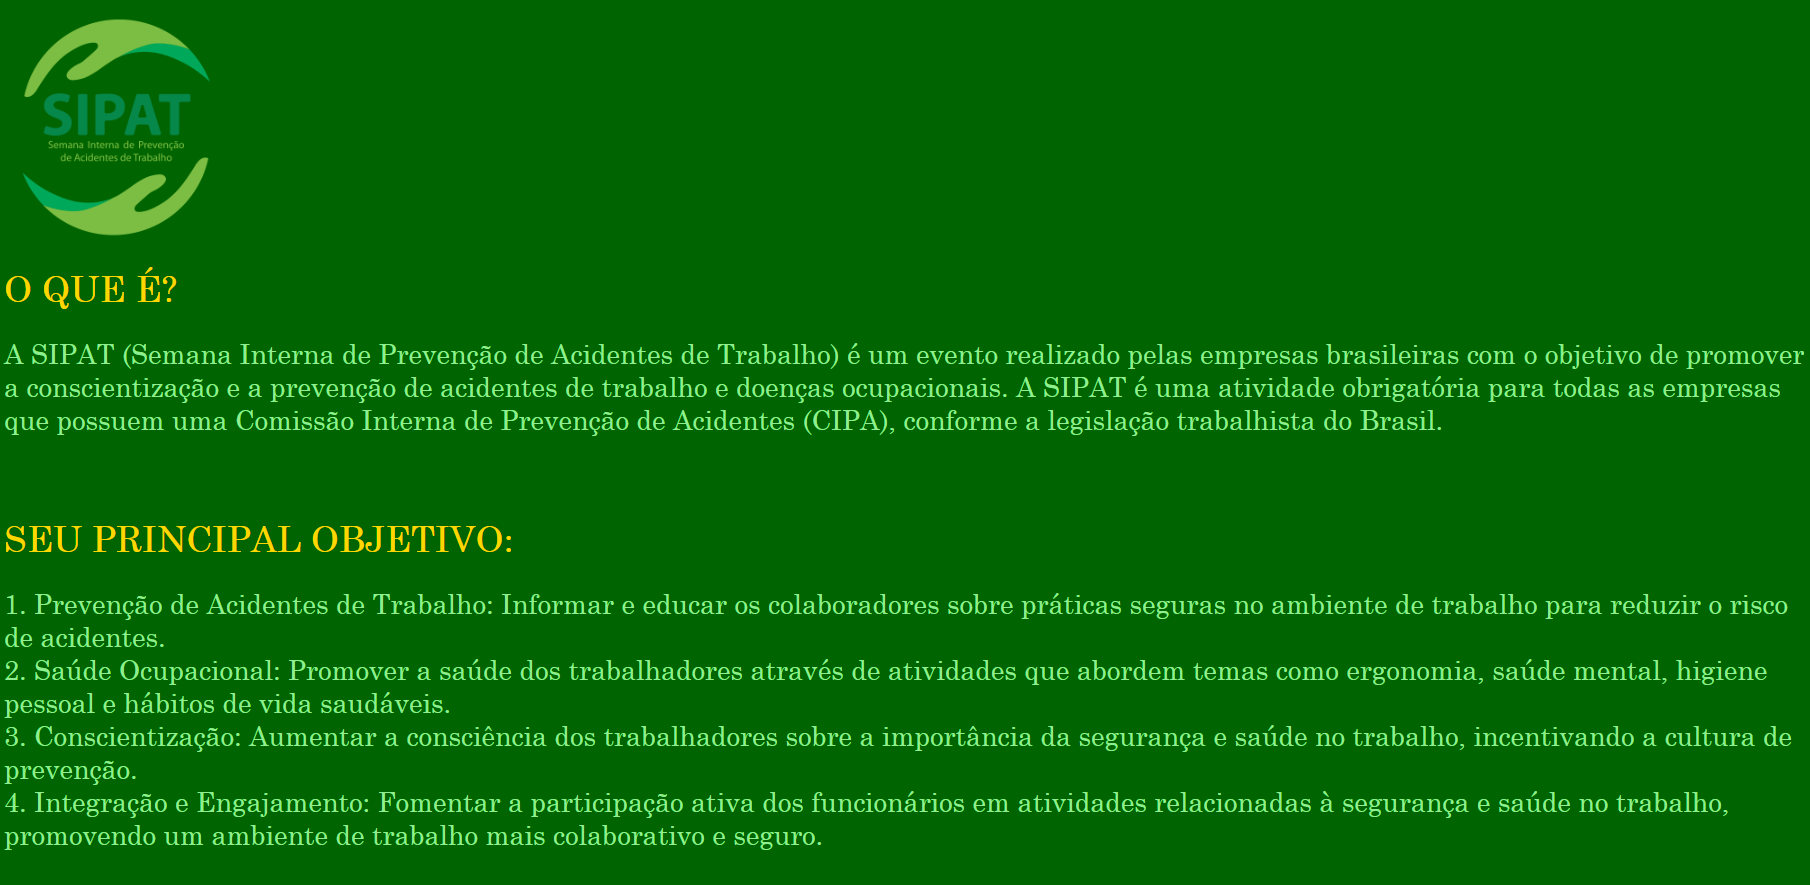 SIPAT
Semana Interna de Prevenção
de Acidentes de Trabalho
O QUE É?
A SIPAT (Semana Interna de Prevenção de Acidentes de Trabalho) é um evento realizado pelas empresas brasileiras com o objetivo de promover
a conscientização e a prevenção de acidentes de trabalho e doenças ocupacionais. A SIPAT é uma atividade obrigatória para todas as empresas
que possuem uma Comissão Interna de Prevenção de Acidentes (CIPA), conforme a legislação trabalhista do Brasil.
SEU PRINCIPAL OBJETIVO:
1. Prevenção de Acidentes de Trabalho: Informar e educar os colaboradores sobre práticas seguras no ambiente de trabalho para reduzir o risco
de acidentes.
2. Saúde Ocupacional: Promover a saúde dos trabalhadores através de atividades que abordem temas como ergonomia, saúde mental, higiene
pessoal e hábitos de vida saudáveis.
3. Conscientização: Aumentar a consciência dos trabalhadores sobre a importância da segurança e saúde no trabalho, incentivando a cultura de
prevenção.
4. Integração e Engajamento: Fomentar a participação ativa dos funcionários em atividades relacionadas à segurança e saúde no trabalho,
promovendo um ambiente de trabalho mais colaborativo e seguro.